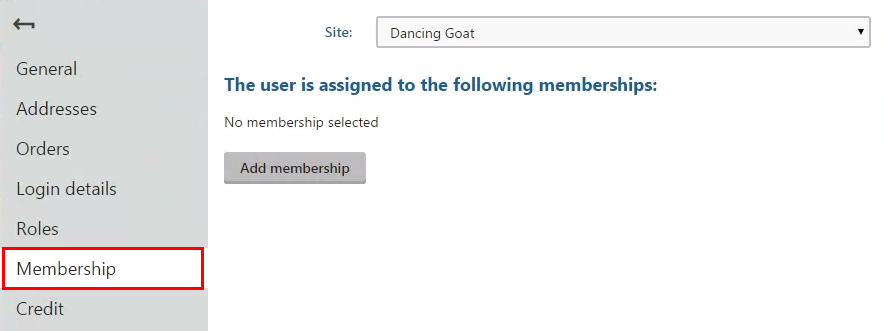 Site: Dancing Goat
General
Addresses
Orders
Login details
Roles
Membership
Credit
The user is assigned to the following memberships:
No membership selected
Add membership